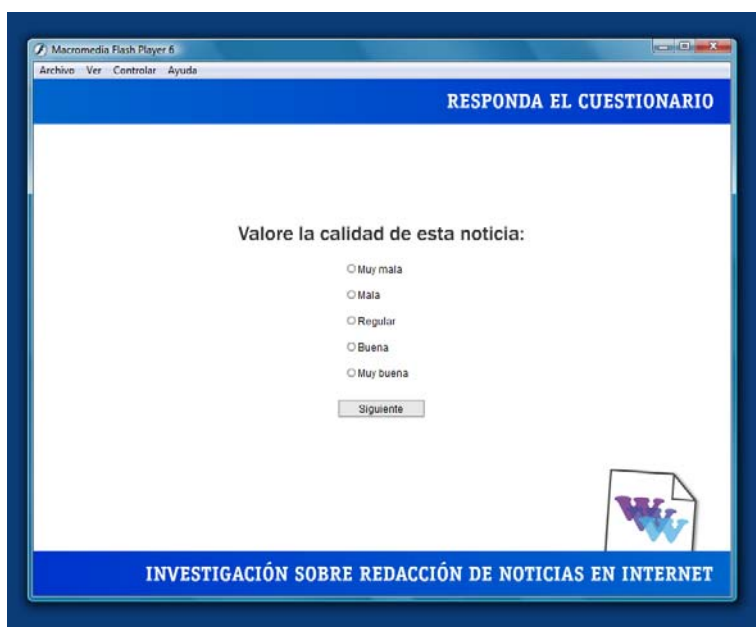 Macromedia Flash Player 6
Archivo Ver Controlar Ayuda
RESPONDA EL CUESTIONARIO
Valore la calidad de esta noticia:
Muy mala
Mala
Regular
Buena
Muy buena
Siguiente
WWW
INVESTIGACIÓN SOBRE REDACCIÓN DE NOTICIAS EN INTERNET